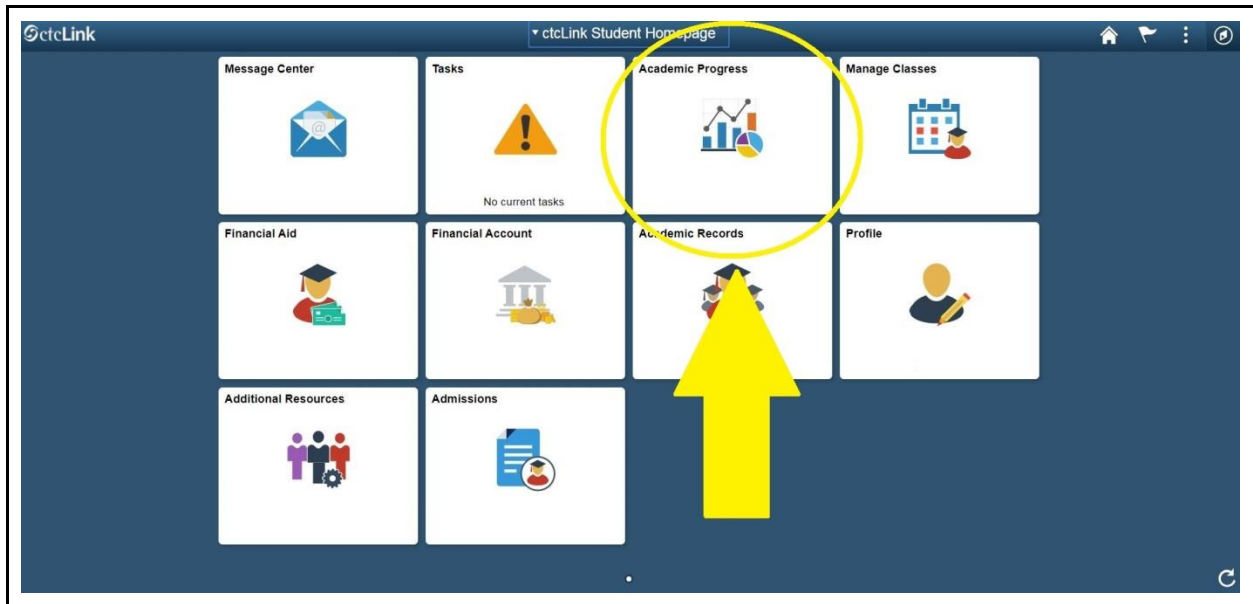 ctcLink
▾ ctcLink Student Homepage
Message Center
Tasks
Academic Progress
Manage Classes
@
No current tasks
Financial Aid
Financial Account
Academic Records
Profile
Additional Resources
Admissions